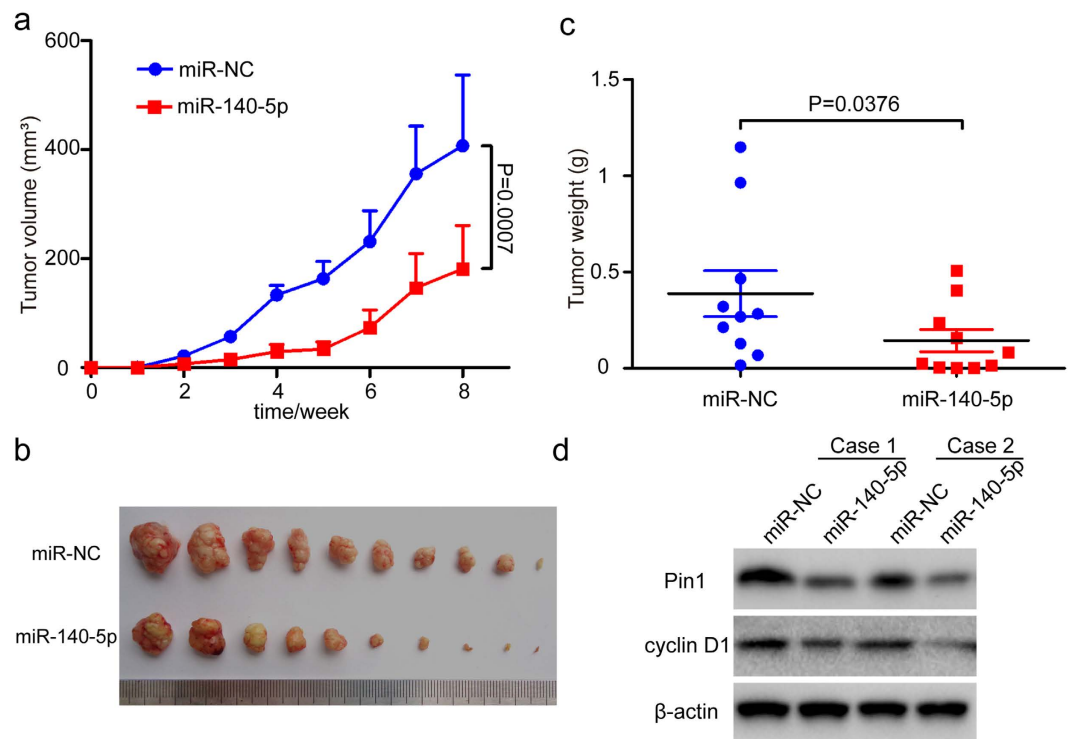 a
600
400
200
0
Tumor volume (mm³)
miR-NC
miR-140-5p
P=0.0007
0 2 4 6 8
time/week
c
1.5
1
0.5
0
Tumor weight (g)
P=0.0376
miR-NC miR-140-5p
b
miR-NC
miR-140-5p
d
Case 1 Case 2
miR-NC miR-140-5p miR-NC miR-140-5p
Pin1
cyclin D1
β-actin